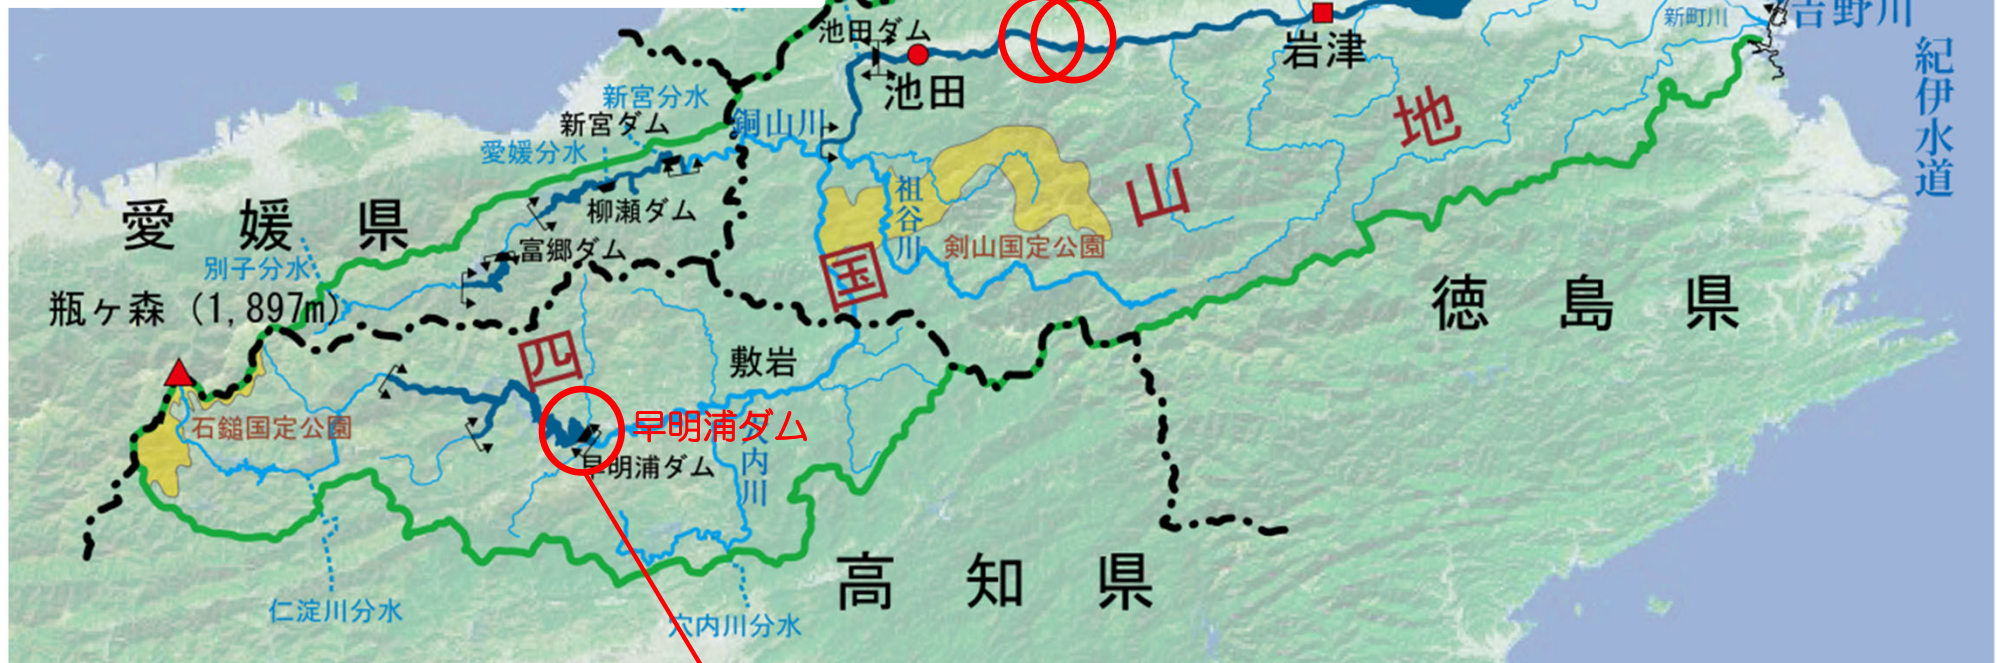 吉野川
新町川
紀伊水道
池田ダム
岩津
池田
新宮分水
新宮ダム
銅山川
愛媛分水
地
山
祖谷川
柳瀬ダム
愛媛県
富郷ダム
剣山国定公園
別子分水
国
瓶ヶ森 (1,897m)
徳島県
四
敷岩
早明浦ダム
石鎚国定公園
穴内川
早明浦ダム
高知県
仁淀川分水
穴内川分水